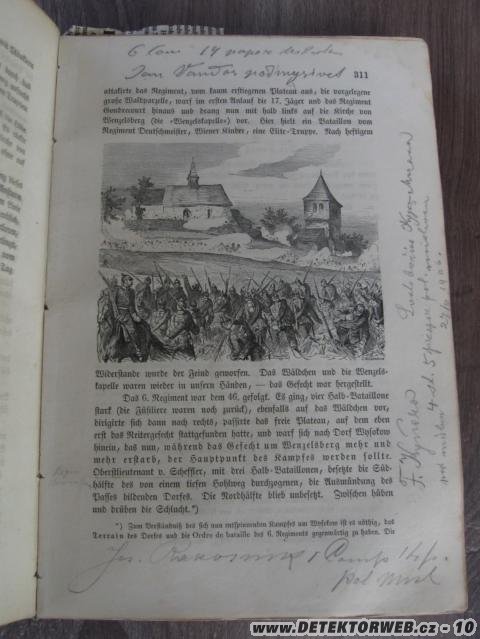 311
attakirte das Regiment, vom kaum erstiegenen Plateau aus, die vorgelegene
große Waldparzelle, warf im ersten Anlauf die 17. Jäger und das Regiment
Gondrecourt hinaus und drang nun mit halb links auf die Kirche von
Wenzelsberg (die »Wenzelskapelle«) vor. Hier hielt ein Bataillon vom
Regiment Deutschmeister, Wiener Kinder, eine Elite-Truppe. Nach heftigem
Widerstande wurde der Feind geworfen. Das Wäldchen und die Wenzels-
kapelle waren wieder in unsern Händen, — das Gefecht war hergestellt.
Das 6. Regiment war dem 46. gefolgt. Es ging, vier Halb-Bataillone
stark (die Füsiliere waren noch zurück), ebenfalls auf das Wäldchen vor,
dirigirte sich dann nach rechts, passirte das freie Plateau, auf dem eben
erst das Reitergefecht stattgefunden hatte, und warf sich nach Dorf Wysokow
hinein, das nun, während das Gefecht um Wenzelsberg mehr und
mehr erstarb, der Hauptpunkt des Kampfes werden sollte.
Oberstlieutenant v. Scheffler, mit drei Halb-Bataillonen, besetzte die Süd-
hälfte des von einem tiefen Hohlweg durchzogenen, die Ausmündung des
Passes bildenden Dorfes. Die Nordhälfte blieb unbesetzt. Zwischen hüben
und drüben die Schlucht.*)
*) Zum Verständniß des sich nun entspinnenden Kampfes um Wysokow ist es nöthig, das
Terrain des Dorfes und die Ordre de bataille des 6. Regiments gegenwärtig zu haben. Die
www.DETEKTORWEB.cz - 10